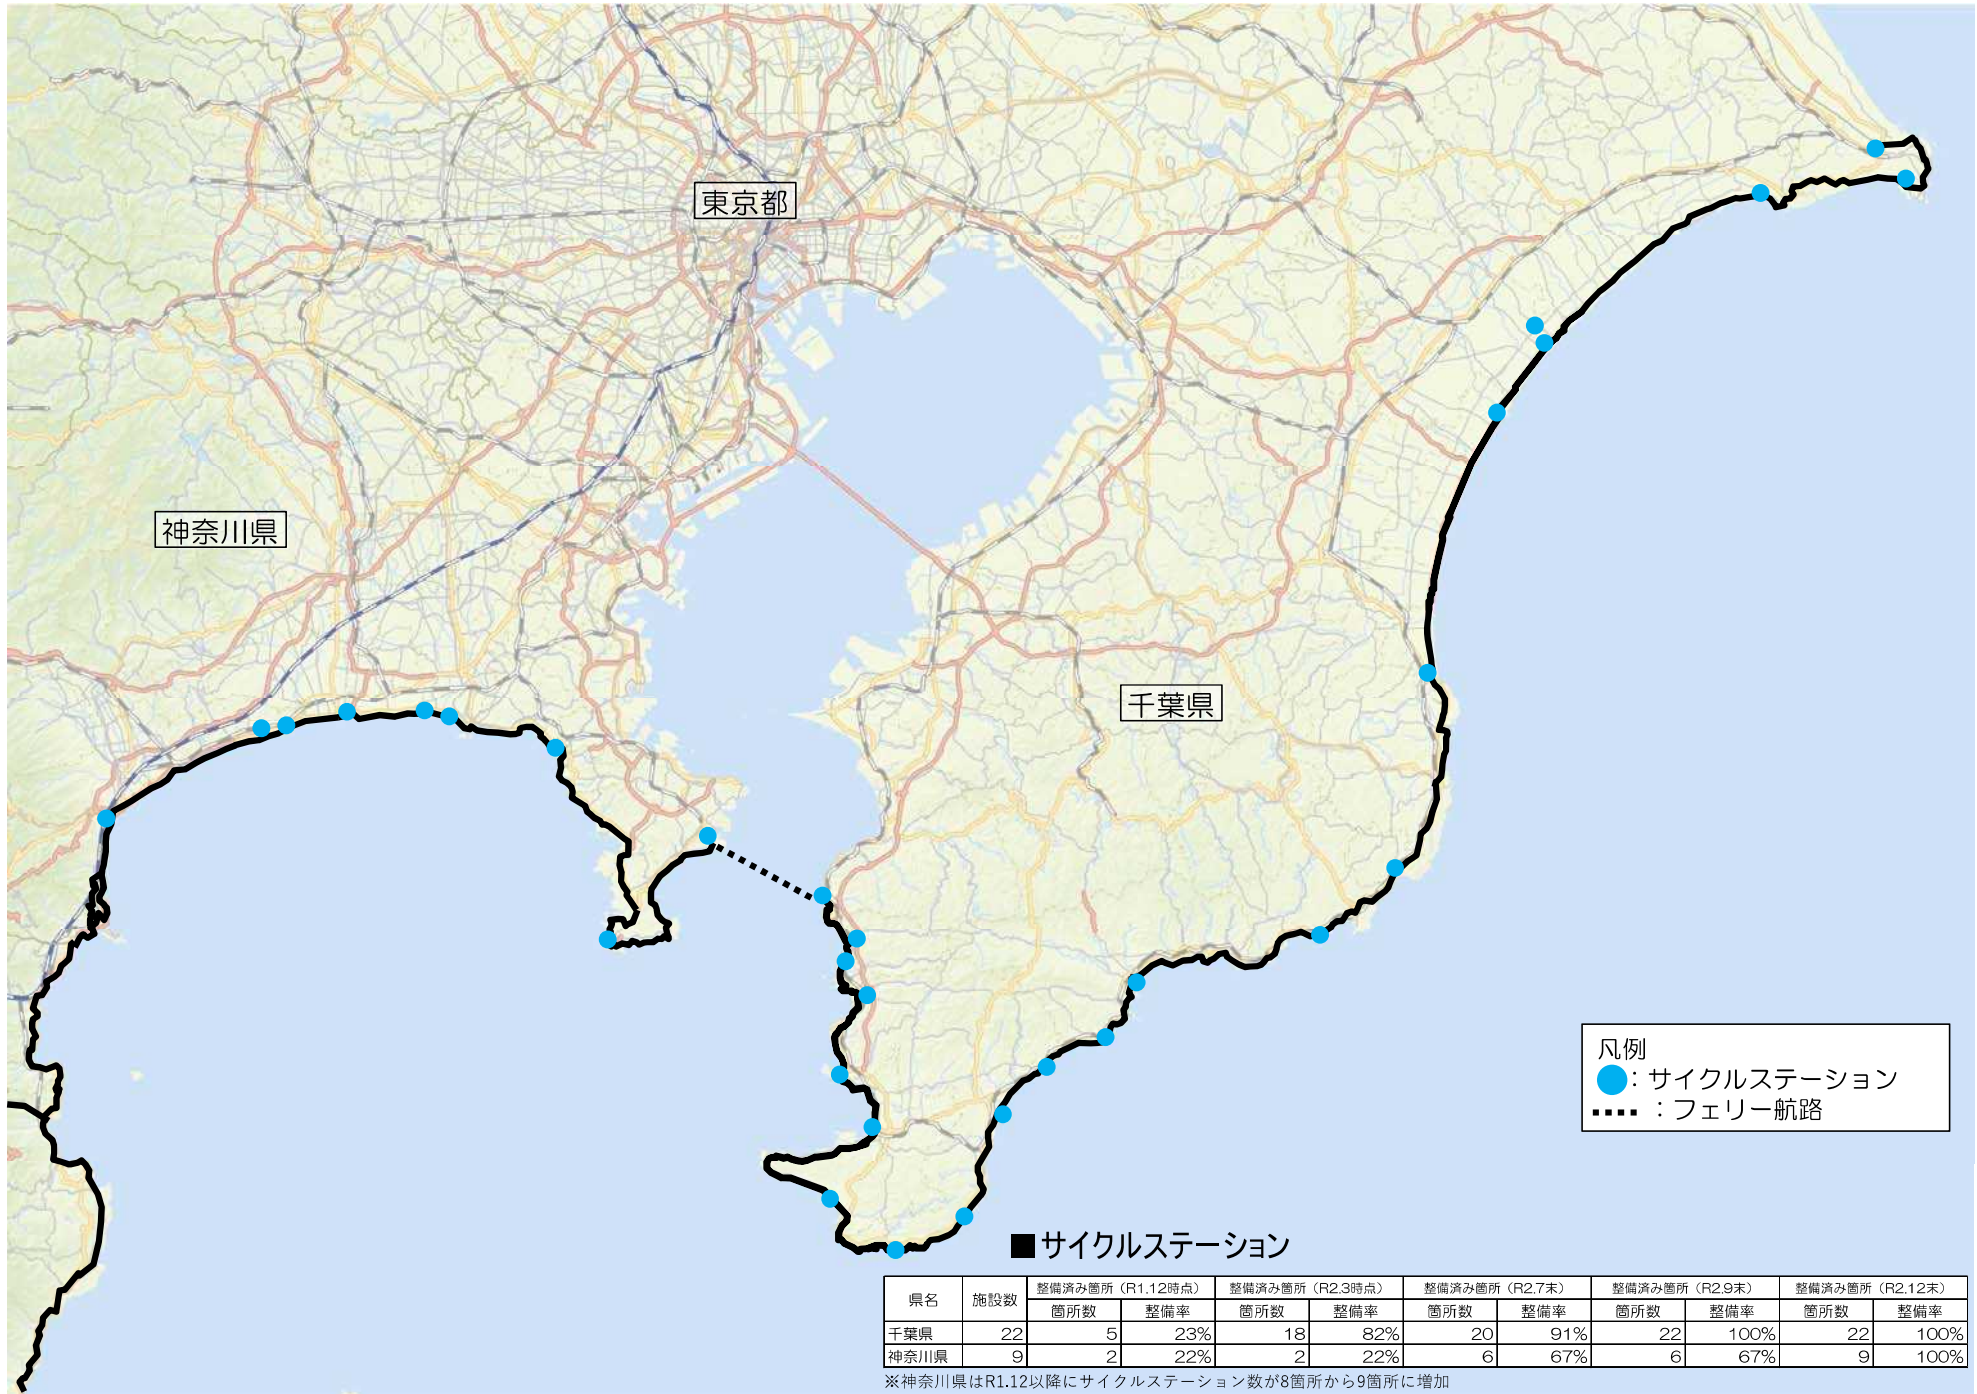 東京都
神奈川県
千葉県
凡例
：サイクルステーション
：フェリー航路
■サイクルステーション
県名 施設数 整備済み箇所（R1.12時点） 整備済み箇所（R2.3時点） 整備済み箇所（R2.7末） 整備済み箇所（R2.9末） 整備済み箇所（R2.12末）
箇所数 整備率 箇所数 整備率 箇所数 整備率 箇所数 整備率 箇所数 整備率
千葉県 22 5 23% 18 82% 20 91% 22 100% 22 100%
神奈川県 9 2 22% 2 22% 6 67% 6 67% 9 100%
※神奈川県はR1.12以降にサイクルステーション数が8箇所から9箇所に増加